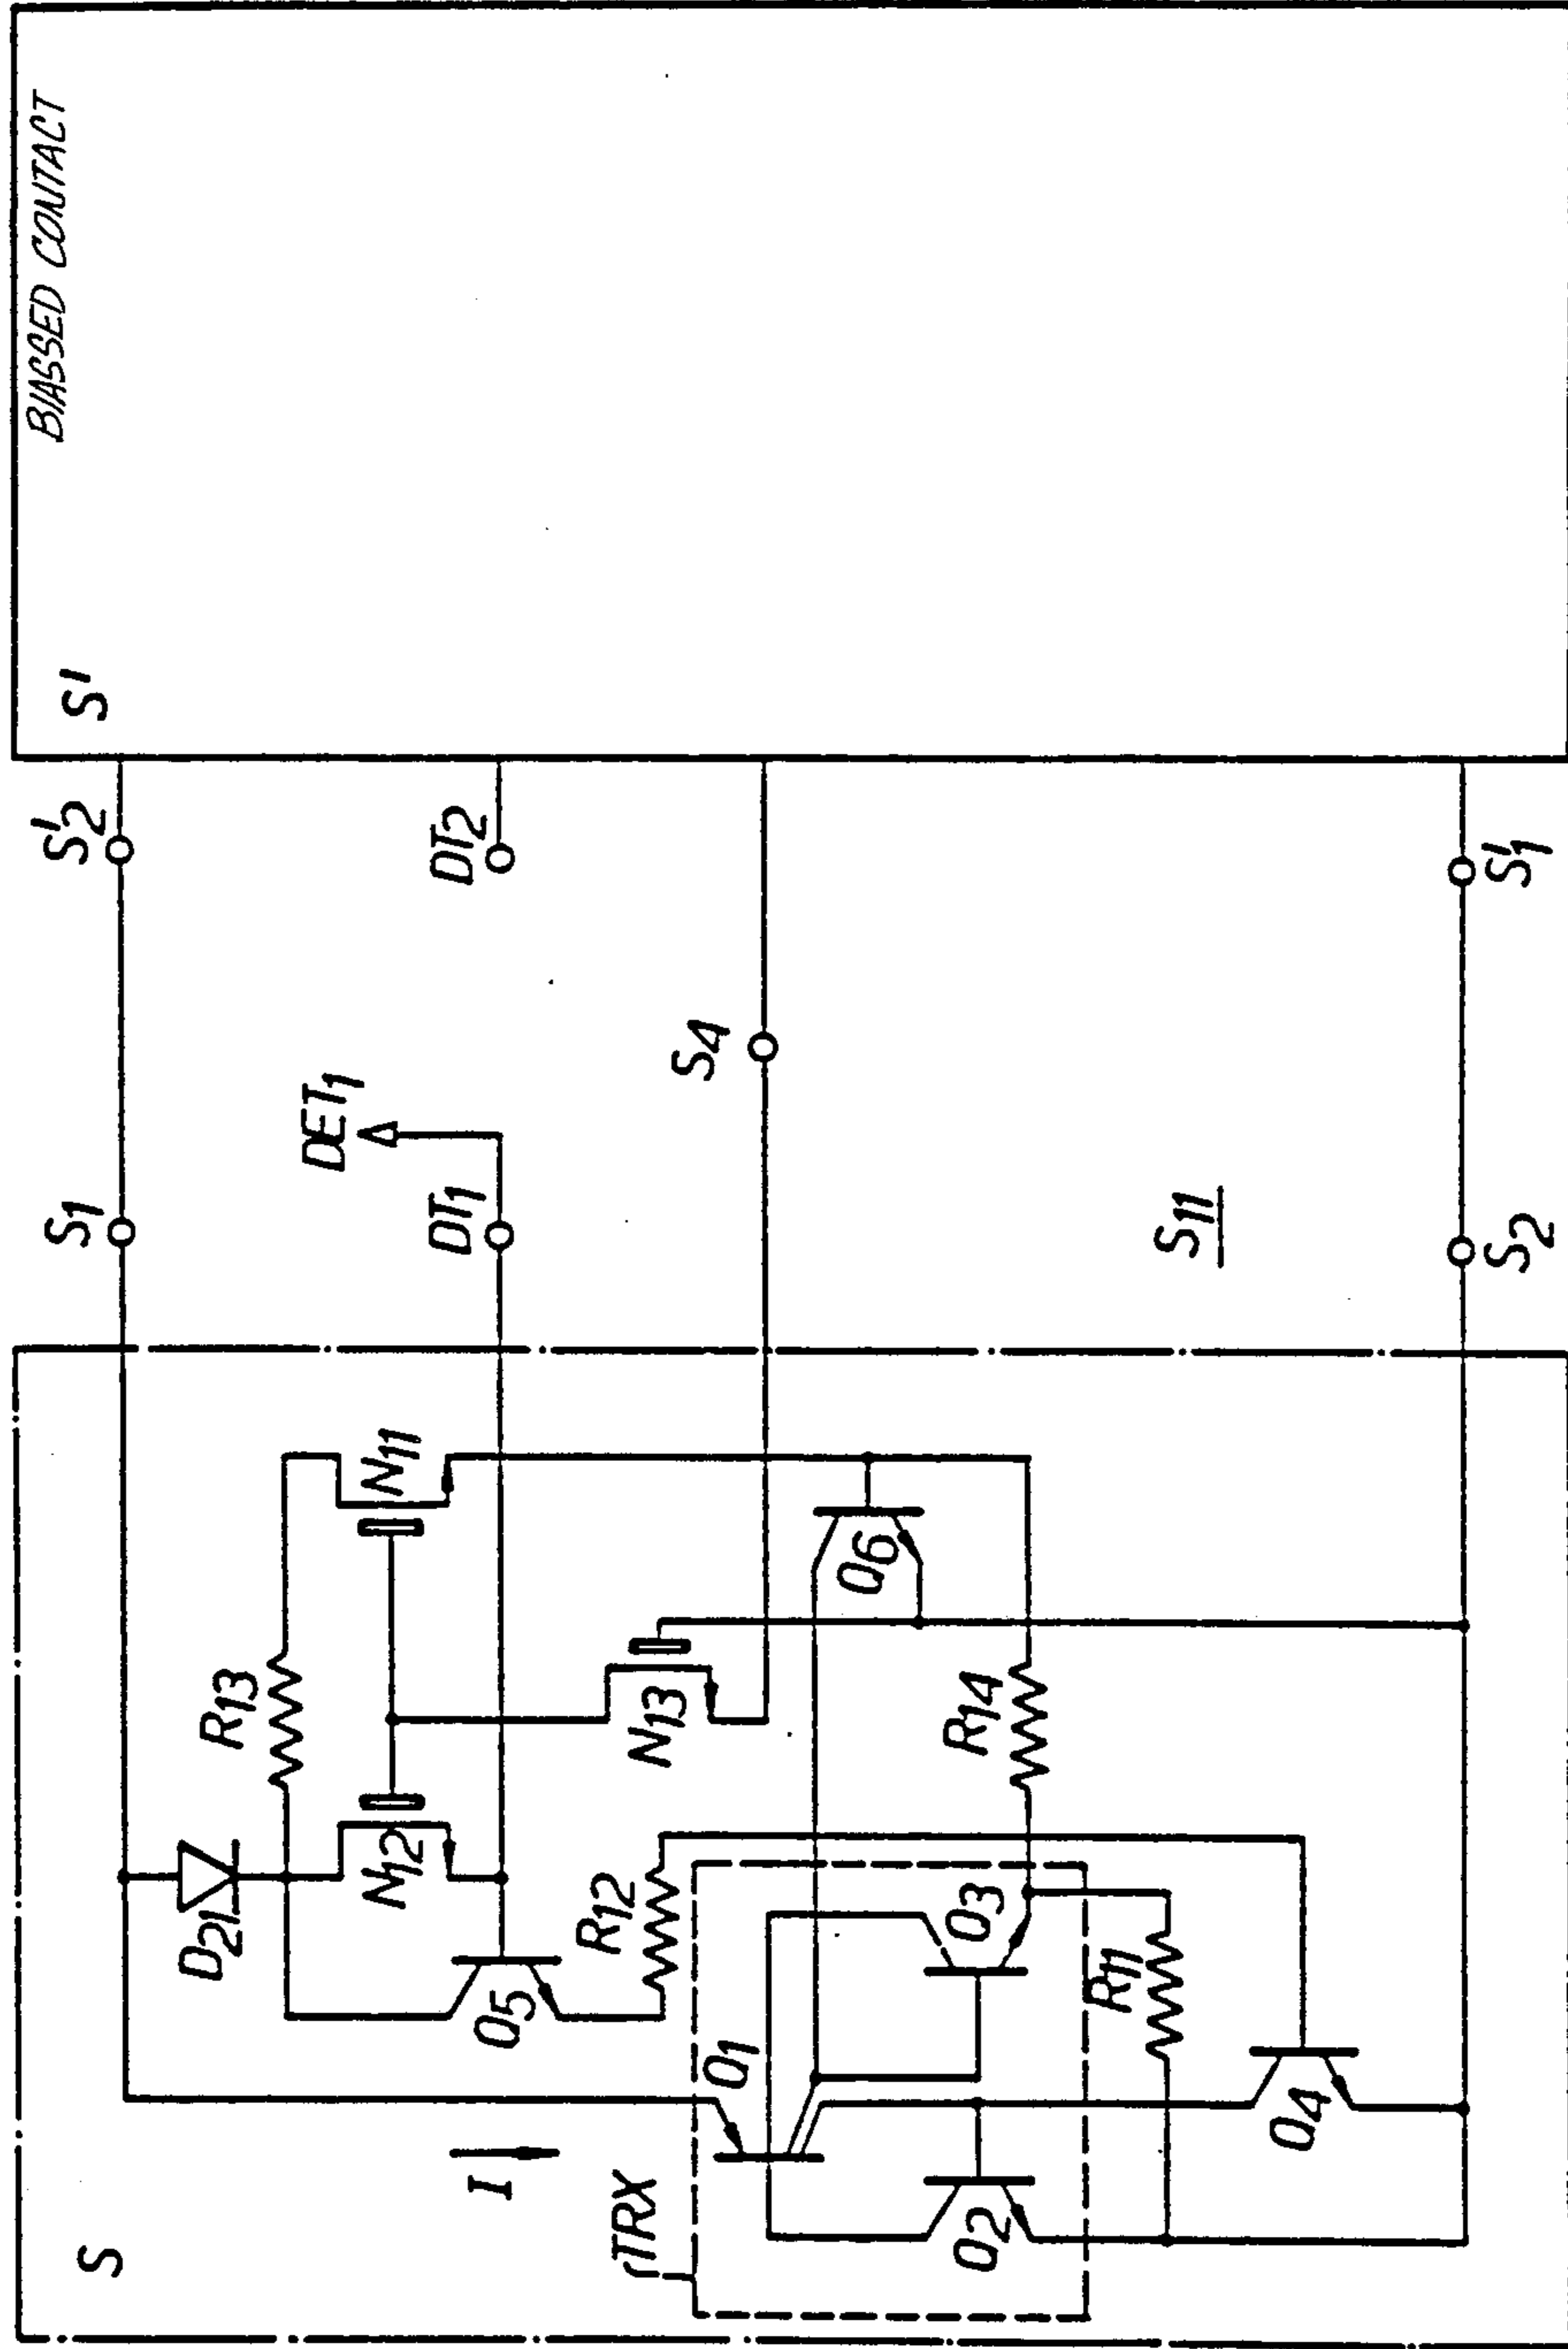 BIASSED CONTACT
S'
S'2
DT2
S'1
S1
DET1
DT1
S4
S11
S2
N11
Q6
R13
N13
R14
D21
N12
R12
Q3
R11
Q5
Q1
Q4
I
TRX
Q2
S